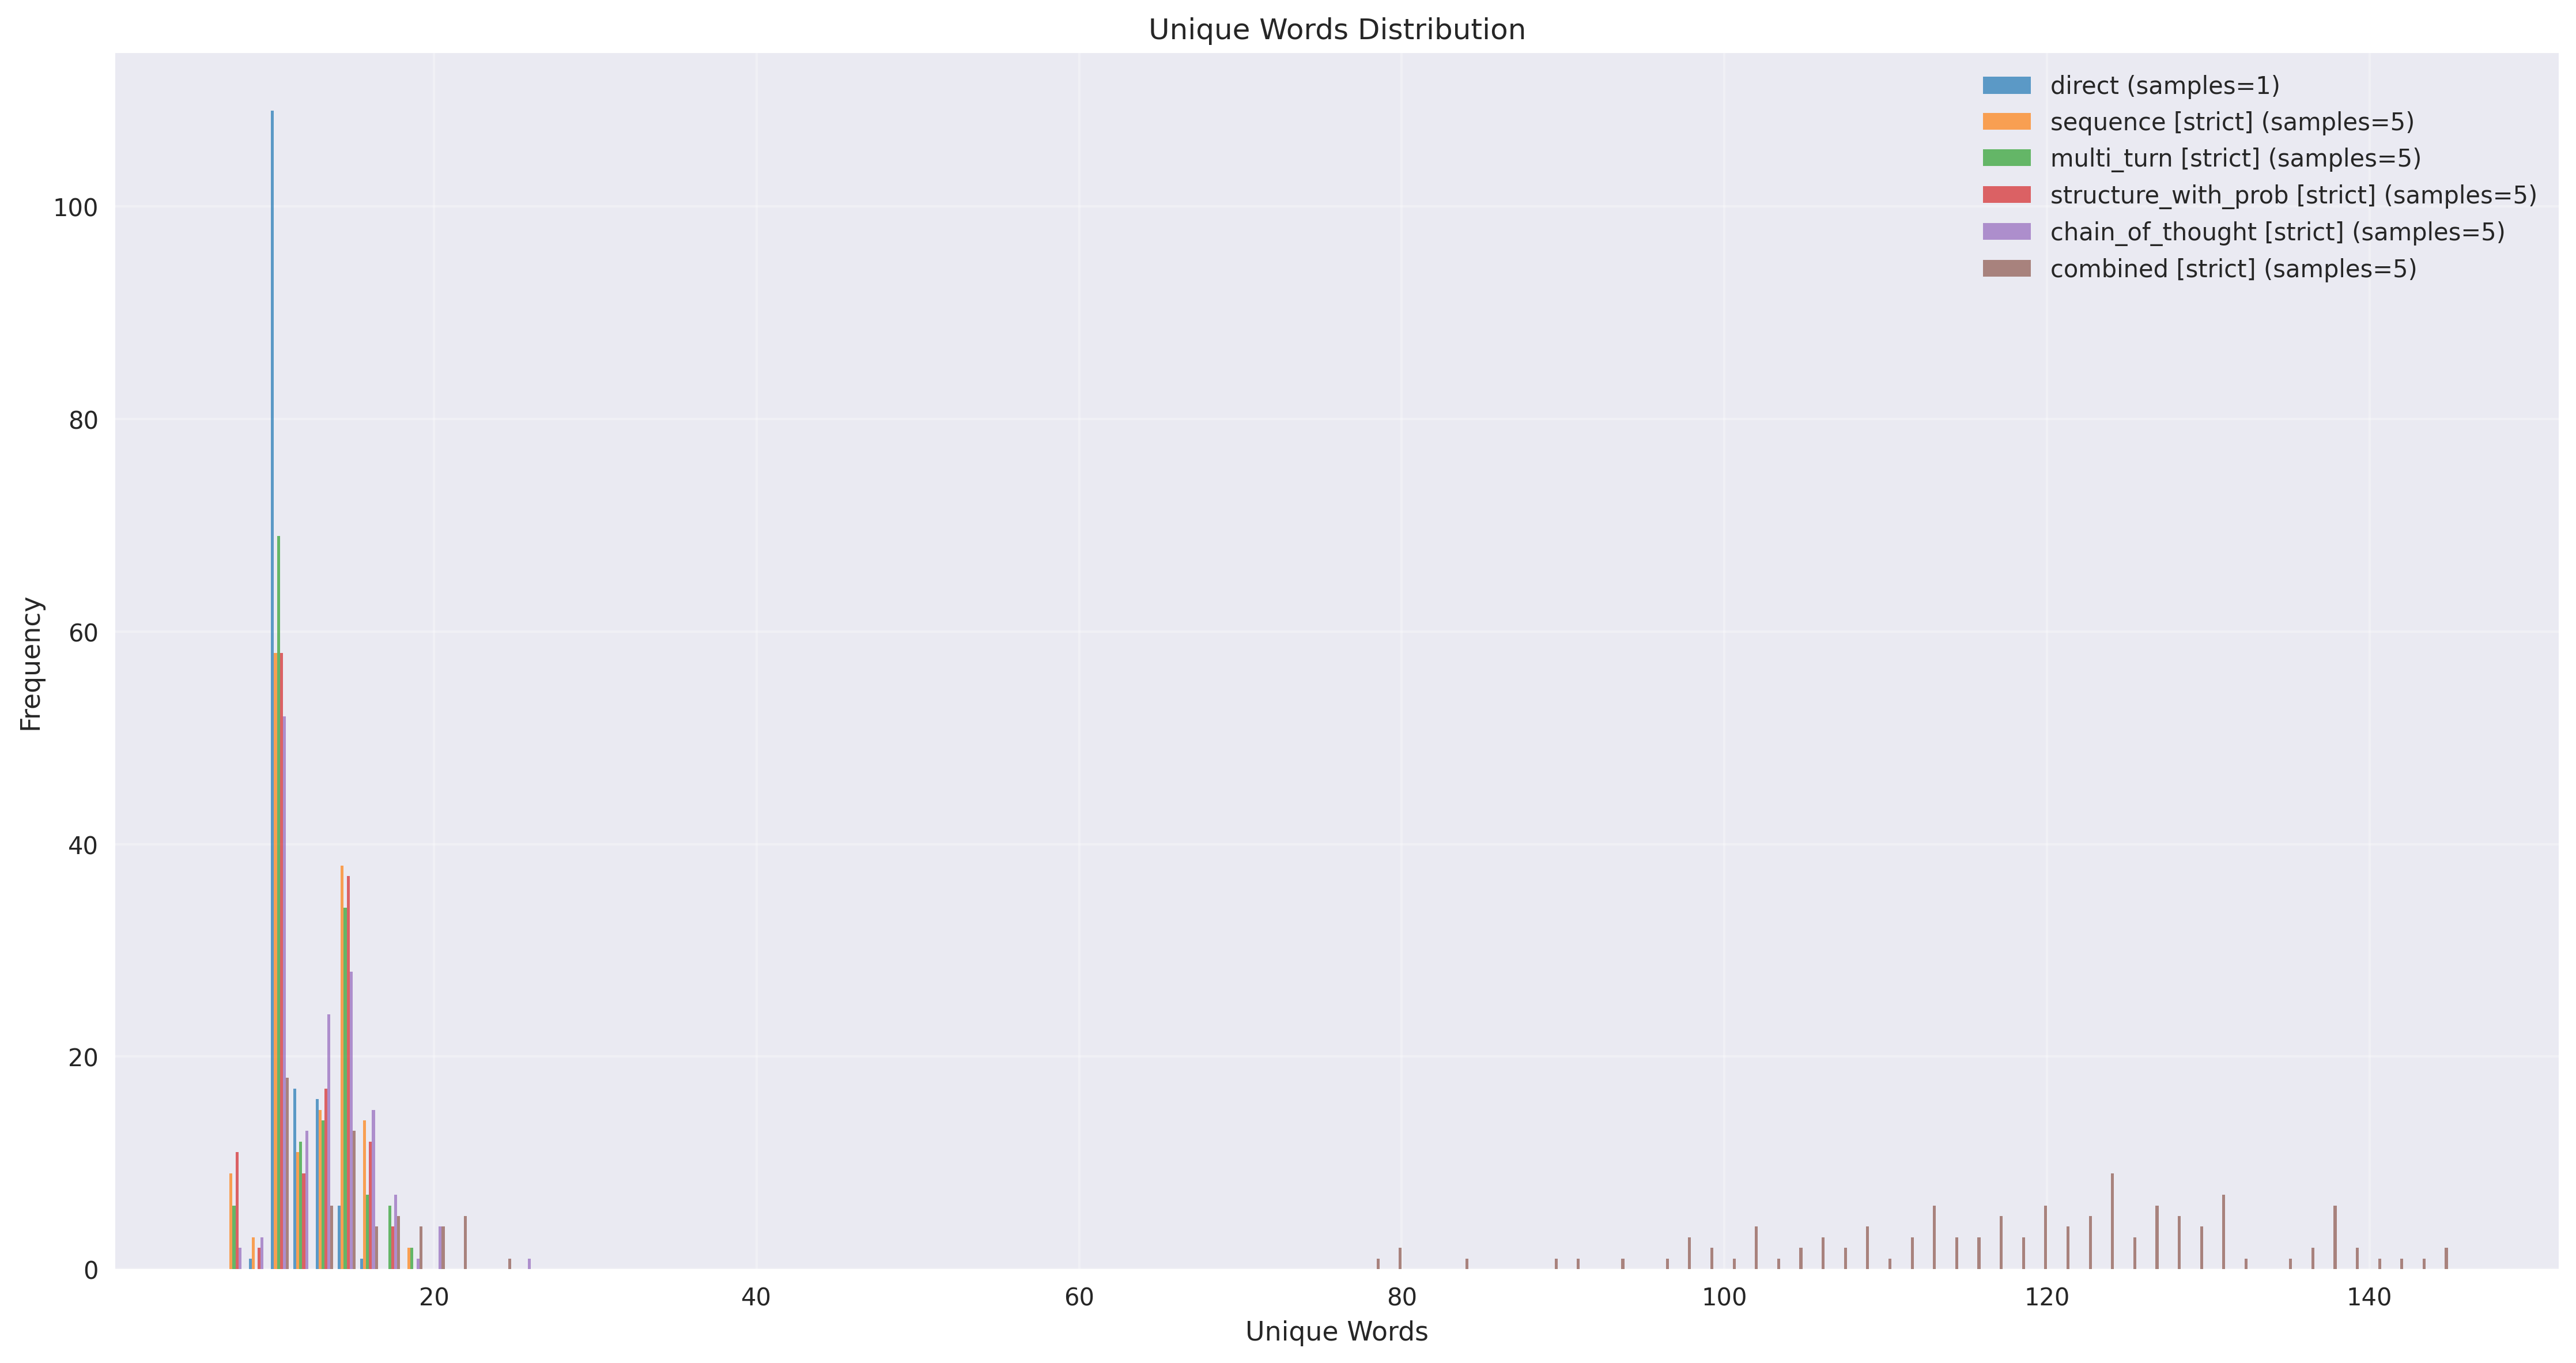 Unique Words Distribution
direct (samples=1)
sequence [strict] (samples=5)
multi_turn [strict] (samples=5)
structure_with_prob [strict] (samples=5)
chain_of_thought [strict] (samples=5)
combined [strict] (samples=5)
Frequency
100
80
60
40
20
0
20 40 60 80 100 120 140
Unique Words